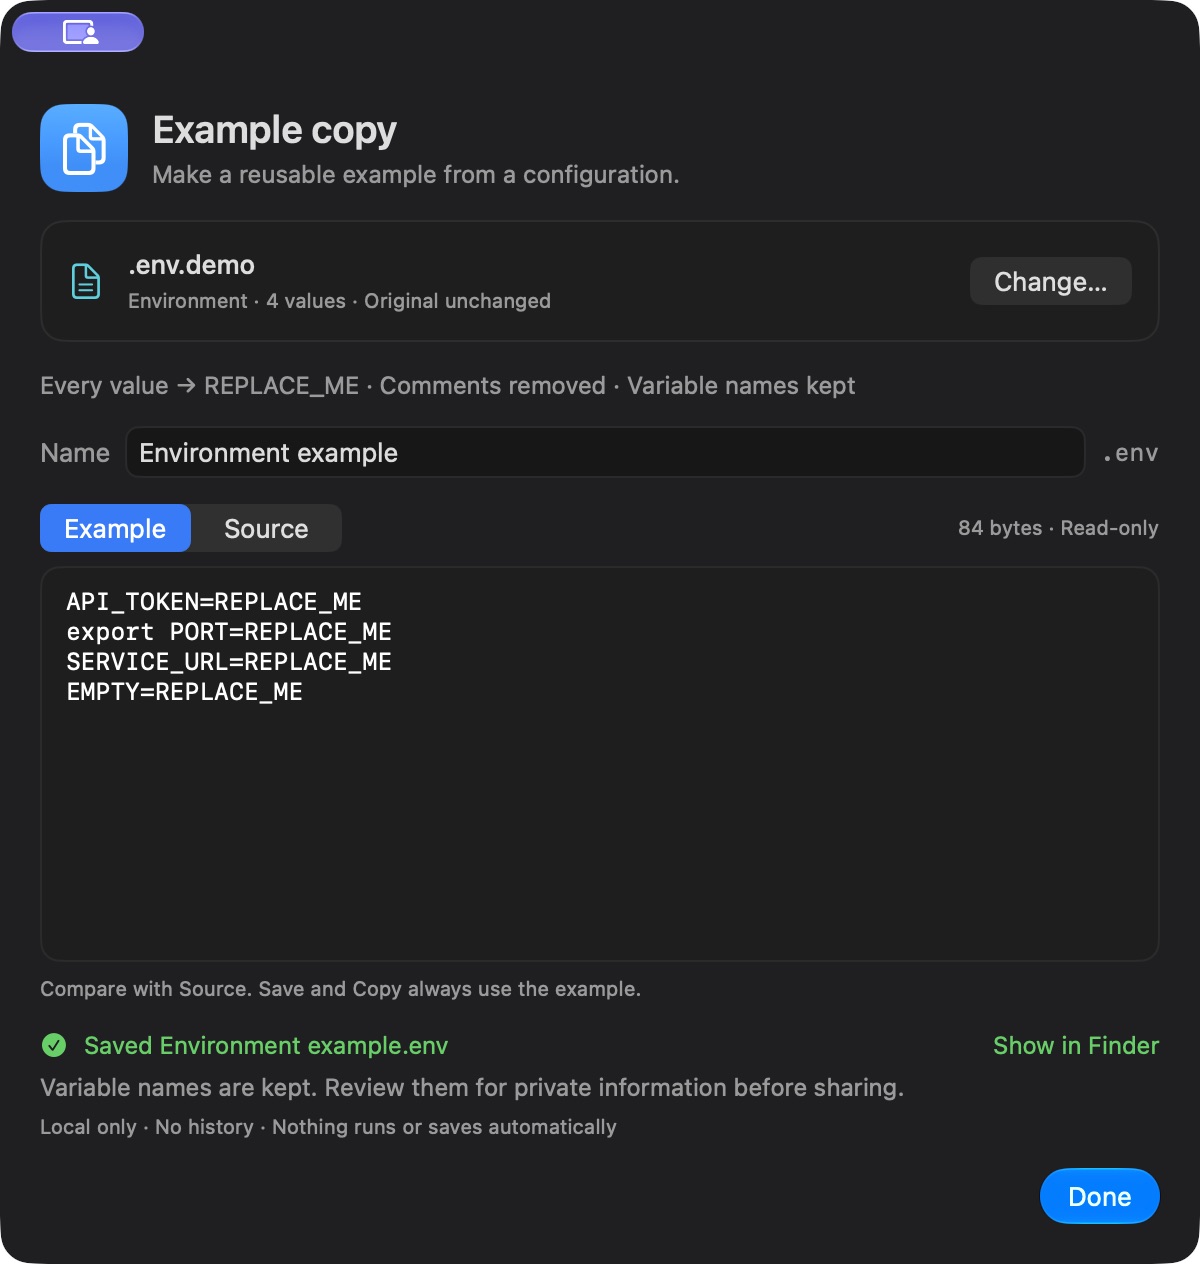 Example copy
Make a reusable example from a configuration.
.env.demo
Environment · 4 values · Original unchanged
Change...
Every value → REPLACE_ME · Comments removed · Variable names kept
Name
Environment example
.env
Example
Source
84 bytes · Read-only
API_TOKEN=REPLACE_ME
export PORT=REPLACE_ME
SERVICE_URL=REPLACE_ME
EMPTY=REPLACE_ME
Compare with Source. Save and Copy always use the example.
Saved Environment example.env
Show in Finder
Variable names are kept. Review them for private information before sharing.
Local only · No history · Nothing runs or saves automatically
Done